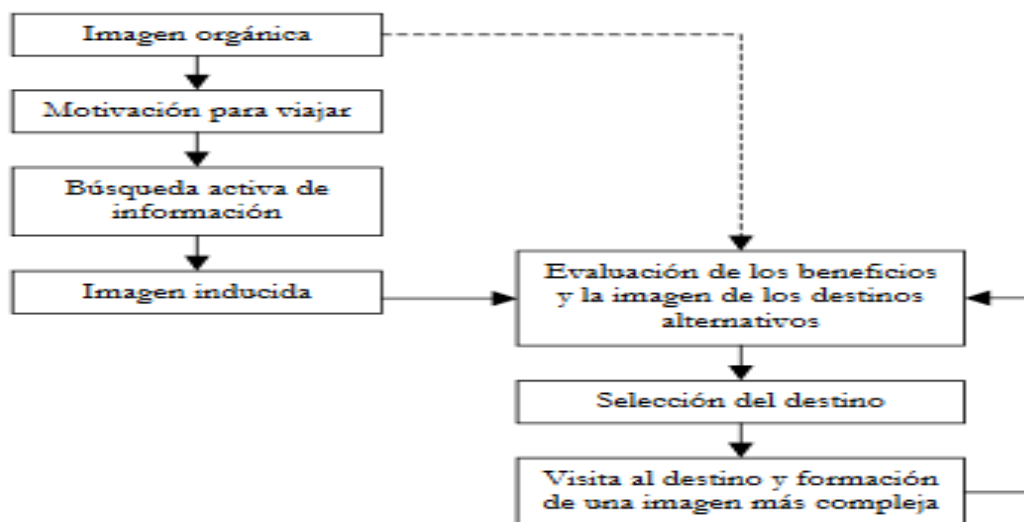 Imagen orgánica
Motivación para viajar
Búsqueda activa de
información
Imagen inducida
Evaluación de los beneficios
y la imagen de los destinos
alternativos
Selección del destino
Visita al destino y formación
de una imagen más compleja